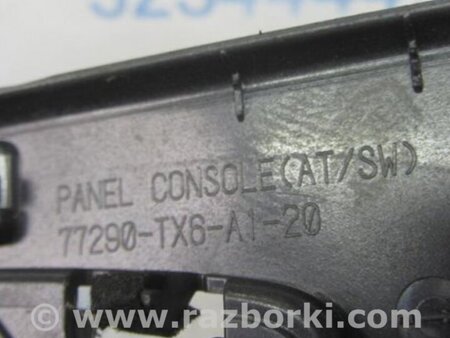 PANEL CONSOLE(AT/SW)
77290-TX6-A1-20
www.razborki.com